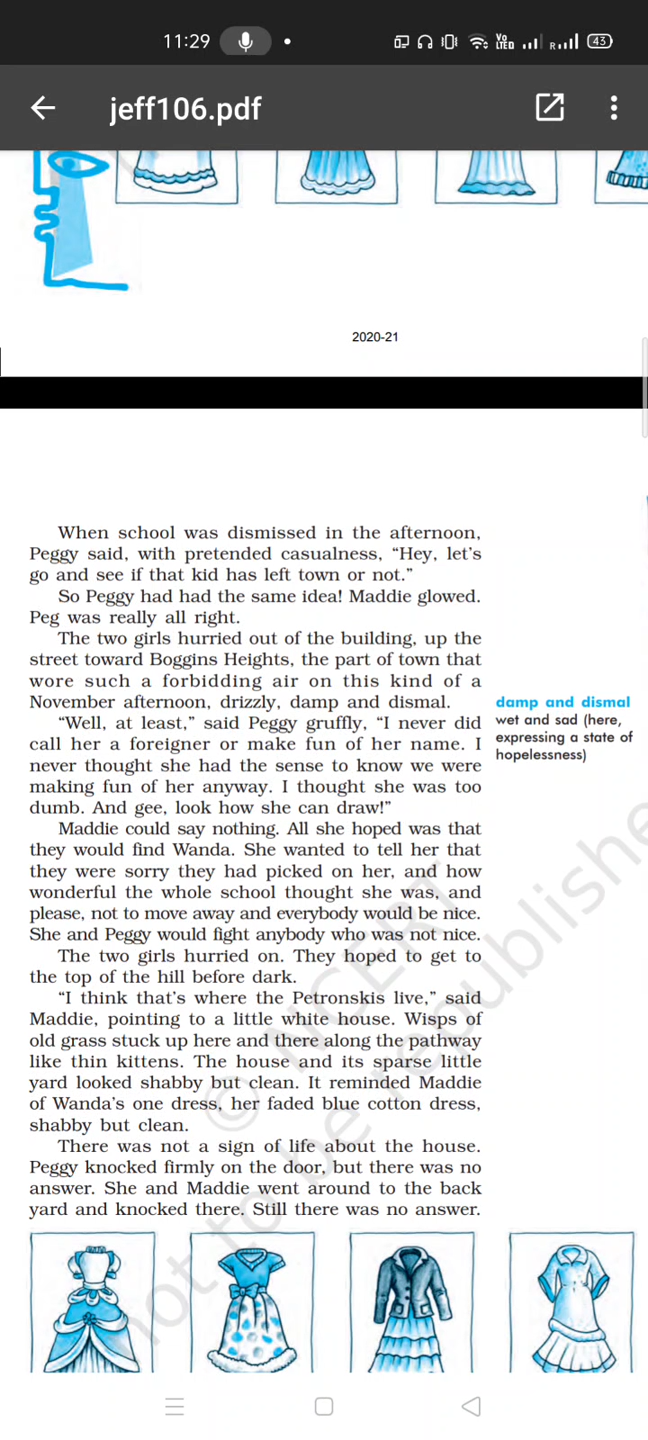 11:29
Vo
LTED
R
43
jeff106.pdf
2020-21
When school was dismissed in the afternoon,
Peggy said, with pretended casualness, “Hey, let’s
go and see if that kid has left town or not.”
So Peggy had had the same idea! Maddie glowed.
Peg was really all right.
The two girls hurried out of the building, up the
street toward Boggins Heights, the part of town that
wore such a forbidding air on this kind of a
November afternoon, drizzly, damp and dismal.
“Well, at least,” said Peggy gruffly, “I never did
call her a foreigner or make fun of her name. I
never thought she had the sense to know we were
making fun of her anyway. I thought she was too
dumb. And gee, look how she can draw!”
Maddie could say nothing. All she hoped was that
they would find Wanda. She wanted to tell her that
they were sorry they had picked on her, and how
wonderful the whole school thought she was, and
please, not to move away and everybody would be nice.
She and Peggy would fight anybody who was not nice.
The two girls hurried on. They hoped to get to
the top of the hill before dark.
“I think that’s where the Petronskis live,” said
Maddie, pointing to a little white house. Wisps of
old grass stuck up here and there along the pathway
like thin kittens. The house and its sparse little
yard looked shabby but clean. It reminded Maddie
of Wanda’s one dress, her faded blue cotton dress,
shabby but clean.
There was not a sign of life about the house.
Peggy knocked firmly on the door, but there was no
answer. She and Maddie went around to the back
yard and knocked there. Still there was no answer.
damp and dismal
wet and sad (here,
expressing a state of
hopelessness)
© NCERT
not to be republishe